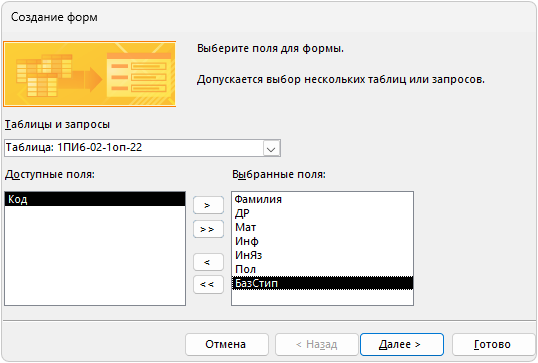 Создание форм
Выберите поля для формы.
Допускается выбор нескольких таблиц или запросов.
Таблицы и запросы
Таблица: 1ПИ6-02-1оп-22
Доступные поля:
Выбранные поля:
Код
>
>>
<
<<
Фамилия
ДР
Мат
Инф
ИнЯз
Пол
БазСтип
Отмена
< Назад
Далее >
Готово